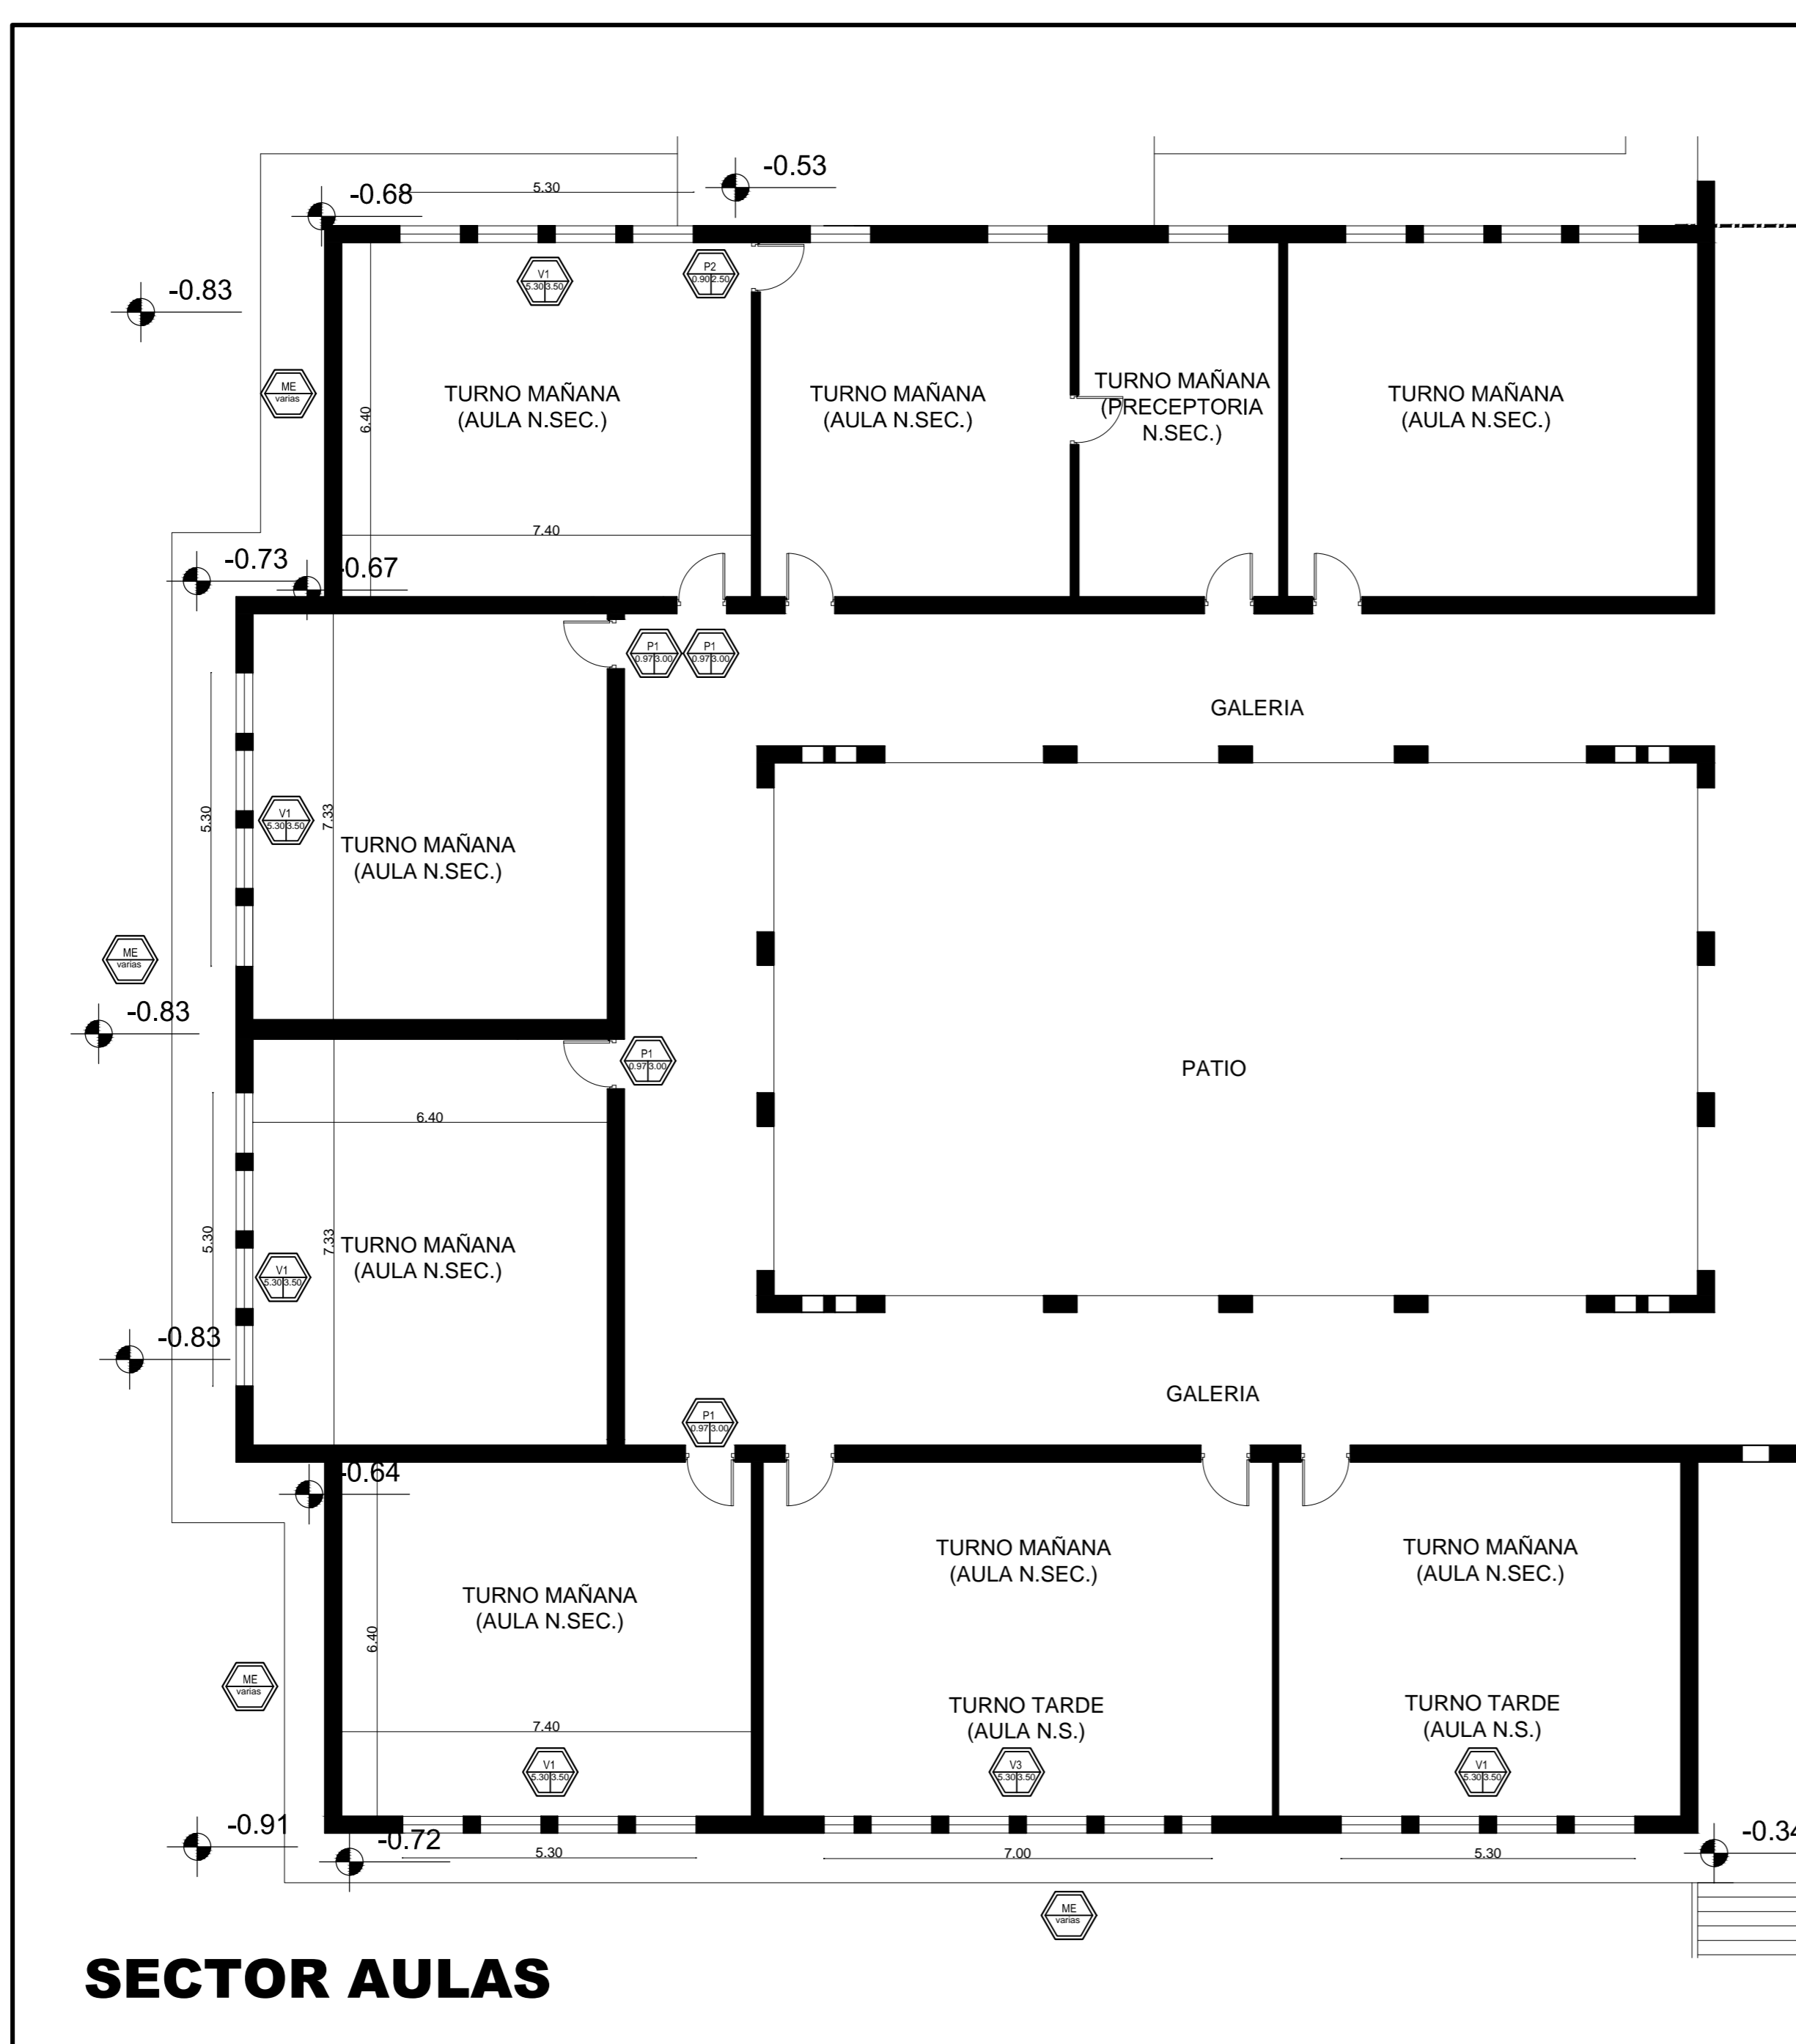 -0.53
5.30
-0.68
V1
5.30 3.50
P2
0.90 2.50
-0.83
ME
varias
TURNO MAÑANA
(AULA N.SEC.)
TURNO MAÑANA
(AULA N.SEC.)
TURNO MAÑANA
(PRECEPTORIA
N.SEC.)
TURNO MAÑANA
(AULA N.SEC.)
6.40
7.40
-0.73
-0.67
P1
0.97 3.00
P1
0.97 3.00
GALERIA
5.30
V1
5.30 3.50
7.33
TURNO MAÑANA
(AULA N.SEC.)
ME
varias
-0.83
P1
0.97 3.00
PATIO
6.40
5.30
7.33
TURNO MAÑANA
(AULA N.SEC.)
V1
5.30 3.50
-0.83
GALERIA
P1
0.97 3.00
-0.64
TURNO MAÑANA
(AULA N.SEC.)
TURNO MAÑANA
(AULA N.SEC.)
TURNO MAÑANA
(AULA N.SEC.)
6.40
ME
varias
TURNO TARDE
(AULA N.S.)
TURNO TARDE
(AULA N.S.)
7.40
V1
5.30 3.50
V3
5.30 3.50
V1
5.30 3.50
-0.91
-0.72
5.30
7.00
5.30
-0.34
ME
varias
SECTOR AULAS